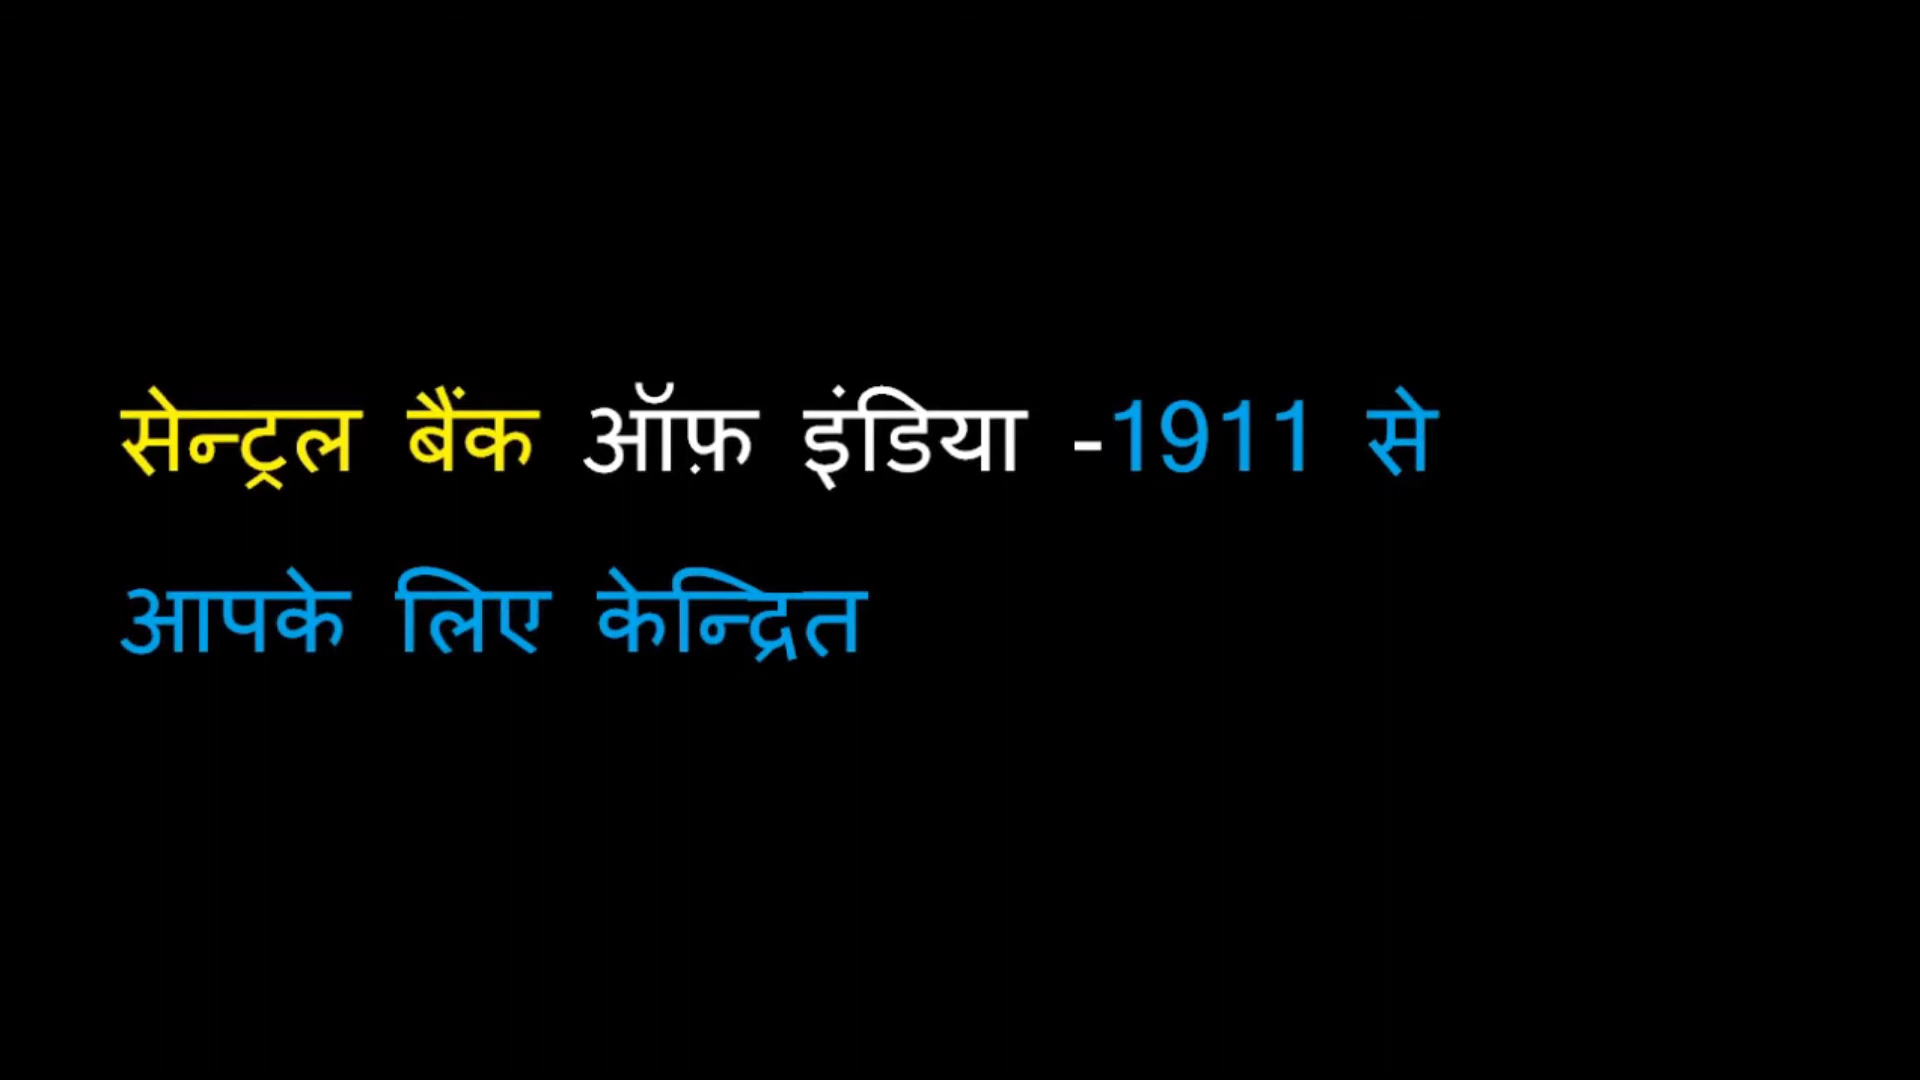 सेन्ट्रल बैंक ऑफ़ इंडिया -1911 से
आपके लिए केन्द्रित